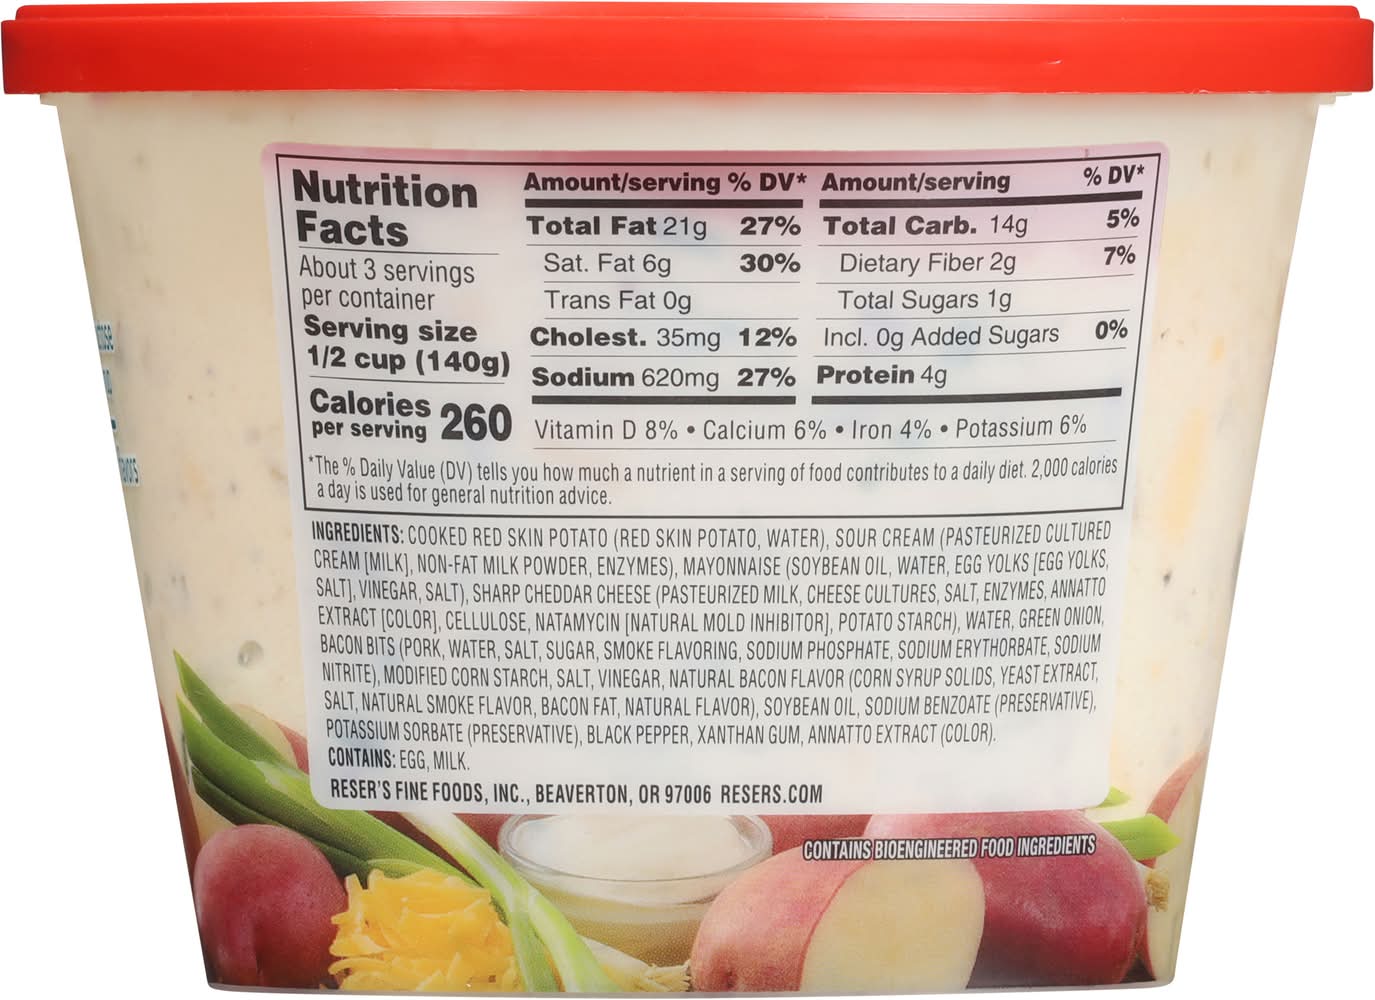 Nutrition
Facts
About 3 servings
per container
Serving size
1/2 cup (140g)
Calories
per serving 260
Amount/serving % DV*
Total Fat 21g 27%
Sat. Fat 6g 30%
Trans Fat 0g
Cholest. 35mg 12%
Sodium 620mg 27%
Amount/serving % DV*
Total Carb. 14g 5%
Dietary Fiber 2g 7%
Total Sugars 1g
Incl. 0g Added Sugars 0%
Protein 4g
Vitamin D 8% • Calcium 6% • Iron 4% • Potassium 6%
*The % Daily Value (DV) tells you how much a nutrient in a serving of food contributes to a daily diet. 2,000 calories
a day is used for general nutrition advice.
INGREDIENTS: COOKED RED SKIN POTATO (RED SKIN POTATO, WATER), SOUR CREAM (PASTEURIZED CULTURED
CREAM [MILK], NON-FAT MILK POWDER, ENZYMES), MAYONNAISE (SOYBEAN OIL, WATER, EGG YOLKS [EGG YOLKS,
SALT], VINEGAR, SALT), SHARP CHEDDAR CHEESE (PASTEURIZED MILK, CHEESE CULTURES, SALT, ENZYMES, ANNATTO
EXTRACT [COLOR], CELLULOSE, NATAMYCIN [NATURAL MOLD INHIBITOR], POTATO STARCH), WATER, GREEN ONION,
BACON BITS (PORK, WATER, SALT, SUGAR, SMOKE FLAVORING, SODIUM PHOSPHATE, SODIUM ERYTHORBATE, SODIUM
NITRITE), MODIFIED CORN STARCH, SALT, VINEGAR, NATURAL BACON FLAVOR (CORN SYRUP SOLIDS, YEAST EXTRACT,
SALT, NATURAL SMOKE FLAVOR, BACON FAT, NATURAL FLAVOR), SOYBEAN OIL, SODIUM BENZOATE (PRESERVATIVE),
POTASSIUM SORBATE (PRESERVATIVE), BLACK PEPPER, XANTHAN GUM, ANNATTO EXTRACT (COLOR).
CONTAINS: EGG, MILK.
RESER'S FINE FOODS, INC., BEAVERTON, OR 97006 RESERS.COM
CONTAINS BIOENGINEERED FOOD INGREDIENTS